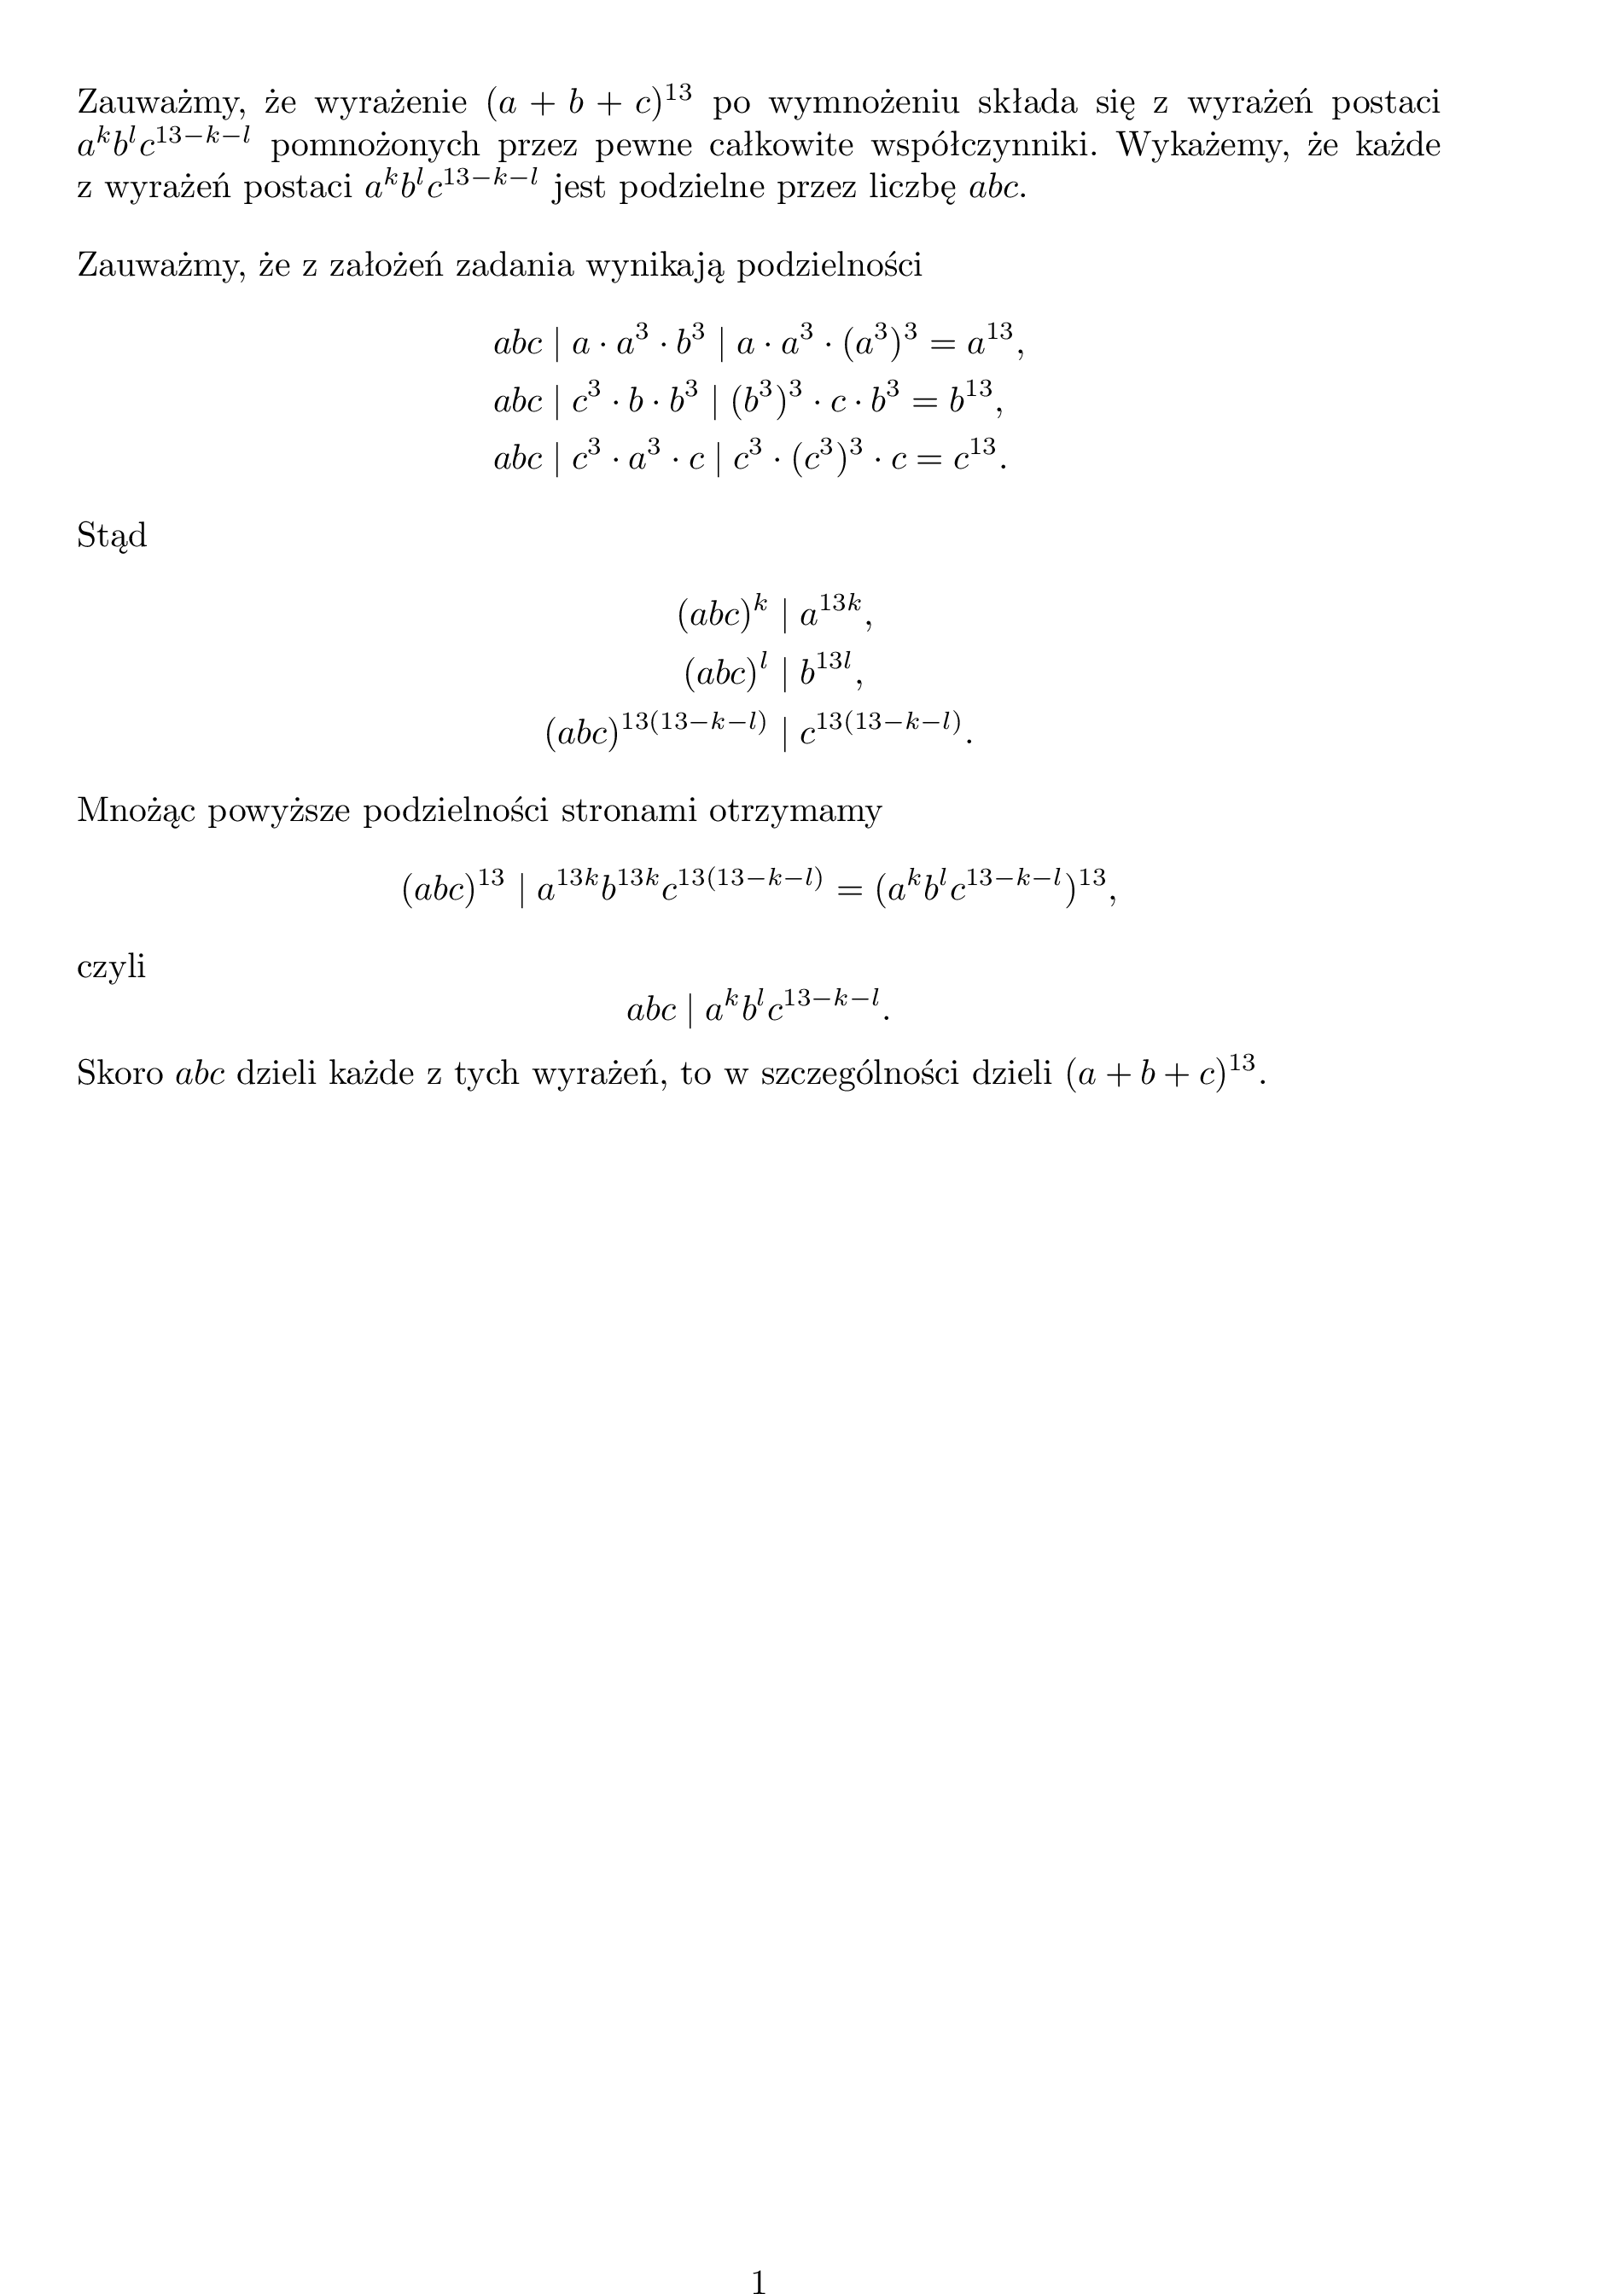 Zauważmy, że wyrażenie $(a + b + c)^{13}$ po wymnożeniu składa się z wyrażeń postaci
$a^k b^l c^{13-k-l}$ pomnożonych przez pewne całkowite współczynniki. Wykażemy, że każde
z wyrażeń postaci $a^k b^l c^{13-k-l}$ jest podzielne przez liczbę $abc$.
Zauważmy, że z założeń zadania wynikają podzielności
$abc \mid a \cdot a^3 \cdot b^3 \mid a \cdot a^3 \cdot (a^3)^3 = a^{13},$
$abc \mid c^3 \cdot b \cdot b^3 \mid (b^3)^3 \cdot c \cdot b^3 = b^{13},$
$abc \mid c^3 \cdot a^3 \cdot c \mid c^3 \cdot (c^3)^3 \cdot c = c^{13}.$
Stąd
$(abc)^k \mid a^{13k},$
$(abc)^l \mid b^{13l},$
$(abc)^{13(13-k-l)} \mid c^{13(13-k-l)}.$
Mnożąc powyższe podzielności stronami otrzymamy
$(abc)^{13} \mid a^{13k} b^{13k} c^{13(13-k-l)} = (a^k b^l c^{13-k-l})^{13},$
czyli
$abc \mid a^k b^l c^{13-k-l}.$
Skoro $abc$ dzieli każde z tych wyrażeń, to w szczególności dzieli $(a + b + c)^{13}$.
1